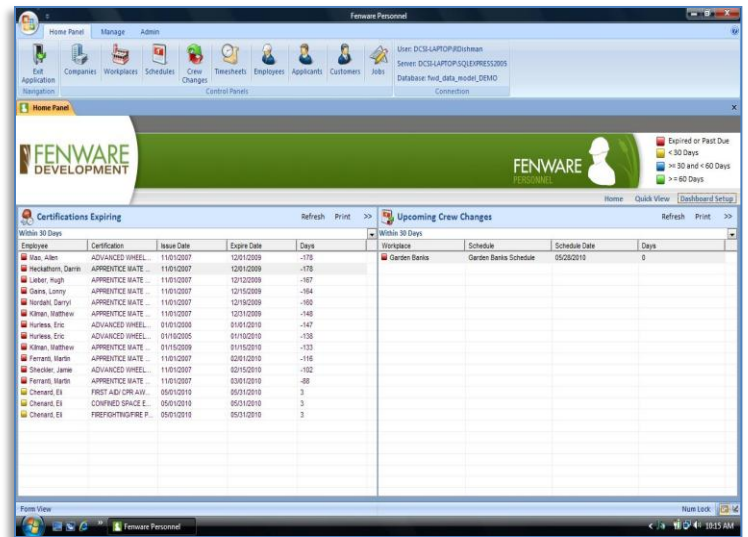 Fenware Personnel
Home Panel Manage Admin
Exit Application
Companies
Workplaces
Schedules
Crew Changes
Timesheets
Employees
Applicants
Customers
Jobs
User: DCSI-LAPTOP\RDishman
Server: DCSI-LAPTOP\SQLEXPRESS2005
Database: fwd_data_model_DEMO
Navigation Control Panels Connection
Home Panel x
FENWARE
DEVELOPMENT
FENWARE
PERSONNEL
Expired or Past Due
< 30 Days
>= 30 and < 60 Days
>= 60 Days
Home Quick View Dashboard Setup
Certifications Expiring Refresh Print >>
Within 30 Days
Employee Certification Issue Date Expire Date Days
Mao, Allen ADVANCED WHEEL... 11/01/2007 12/01/2009 -178
Heckathorn, Darrin APPRENTICE MATE ... 11/01/2007 12/01/2009 -178
Lieber, Hugh APPRENTICE MATE ... 11/01/2007 12/12/2009 -167
Gains, Lonny APPRENTICE MATE ... 11/01/2007 12/15/2009 -164
Nordahl, Darryl APPRENTICE MATE ... 11/01/2007 12/19/2009 -160
Kilman, Matthew APPRENTICE MATE ... 11/01/2007 12/31/2009 -148
Hurless, Eric ADVANCED WHEEL... 01/01/2000 01/01/2010 -147
Hurless, Eric ADVANCED WHEEL... 01/10/2005 01/10/2010 -138
Kilman, Matthew APPRENTICE MATE ... 01/15/2009 01/15/2010 -133
Ferranti, Martin APPRENTICE MATE ... 11/01/2007 02/01/2010 -116
Sheckler, Jamie ADVANCED WHEEL... 11/01/2007 02/15/2010 -102
Ferranti, Martin APPRENTICE MATE ... 11/01/2007 03/01/2010 -88
Chenard, Eli FIRST AID/ CPR AW... 05/01/2010 05/31/2010 3
Chenard, Eli CONFINED SPACE E... 05/01/2010 05/31/2010 3
Chenard, Eli FIREFIGHTING/FIRE P... 05/01/2010 05/31/2010 3
Upcoming Crew Changes Refresh Print >>
Within 30 Days
Workplace Schedule Schedule Date Days
Garden Banks Garden Banks Schedule 05/28/2010 0
Form View Num Lock
Fenware Personnel 10:15 AM